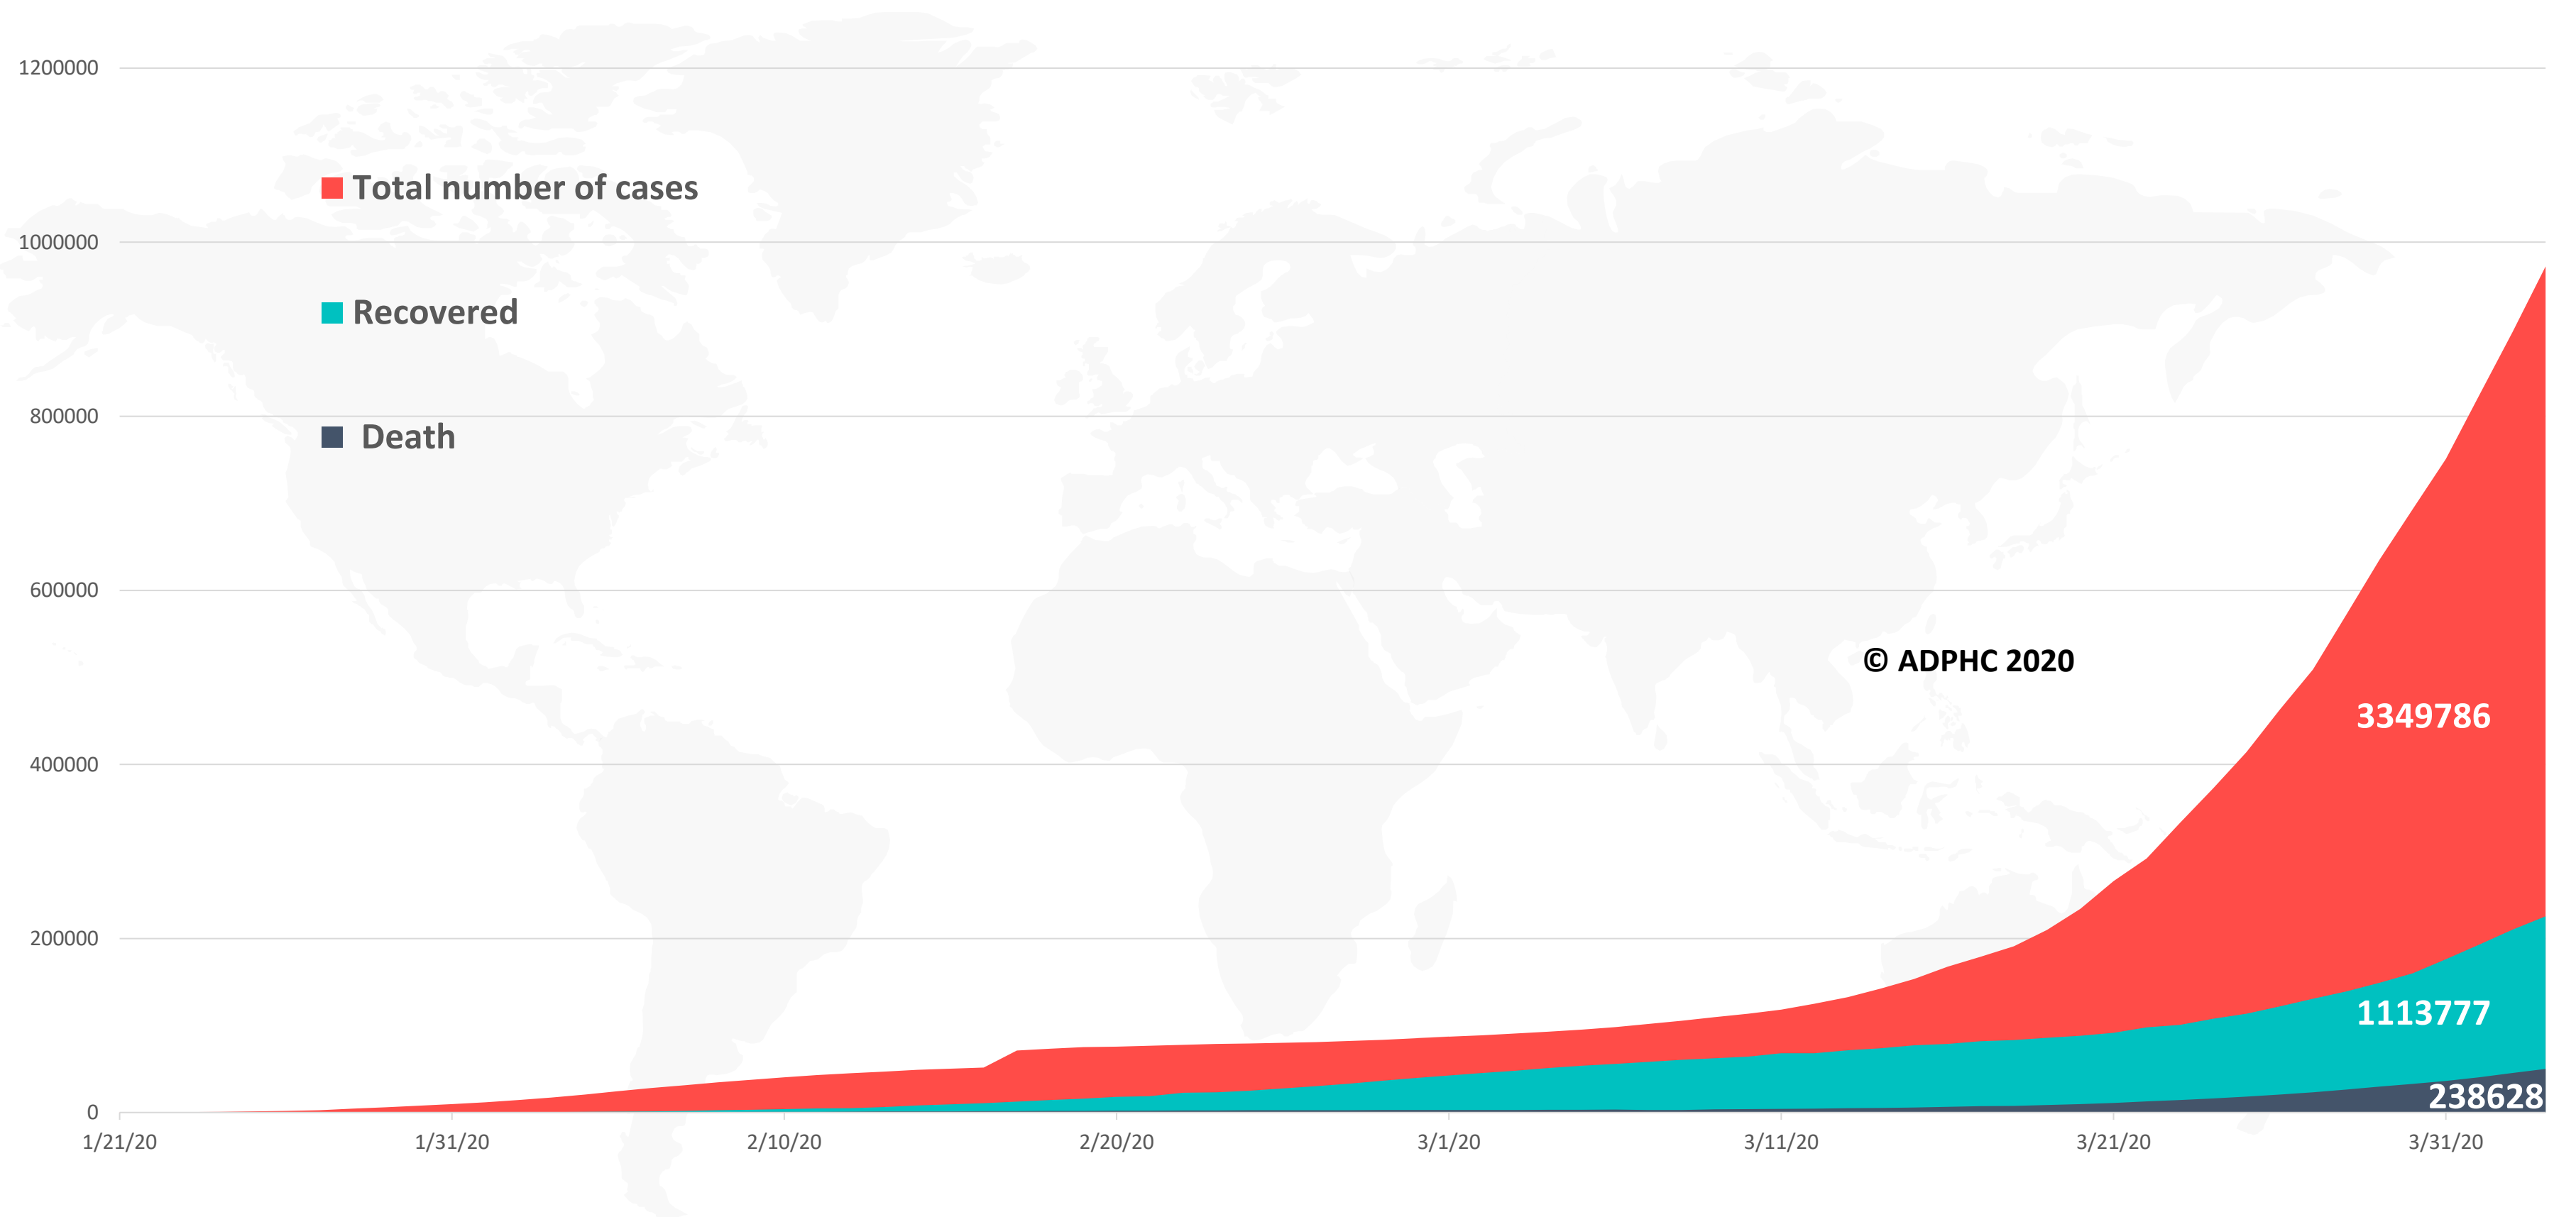 1200000
Total number of cases
1000000
Recovered
800000
Death
600000
© ADPHC 2020
3349786
400000
200000
1113777
238628
0
1/21/20 1/31/20 2/10/20 2/20/20 3/1/20 3/11/20 3/21/20 3/31/20